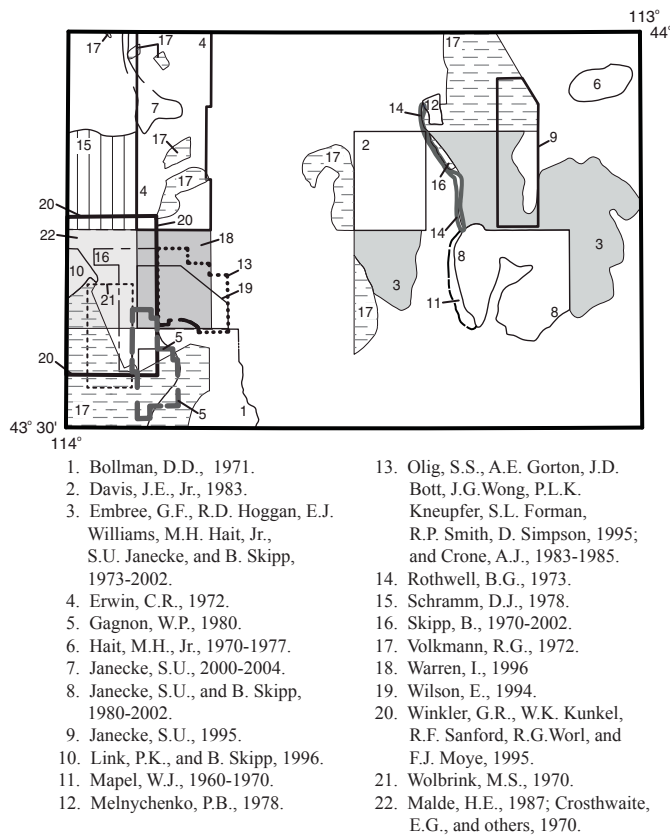 113°
44°
17
17
4
17
6
7
14
12
15
9
17
2
17
17
16
4
20
20
18
14
22
3
16
13
8
10
3
19
21
11
17
8
20
5
17
5
1
43° 30'
114°
1. Bollman, D.D., 1971.
2. Davis, J.E., Jr., 1983.
3. Embree, G.F., R.D. Hoggan, E.J.
Williams, M.H. Hait, Jr.,
S.U. Janecke, and B. Skipp,
1973-2002.
4. Erwin, C.R., 1972.
5. Gagnon, W.P., 1980.
6. Hait, M.H., Jr., 1970-1977.
7. Janecke, S.U., 2000-2004.
8. Janecke, S.U., and B. Skipp,
1980-2002.
9. Janecke, S.U., 1995.
10. Link, P.K., and B. Skipp, 1996.
11. Mapel, W.J., 1960-1970.
12. Melnychenko, P.B., 1978.
13. Olig, S.S., A.E. Gorton, J.D.
Bott, J.G.Wong, P.L.K.
Kneupfer, S.L. Forman,
R.P. Smith, D. Simpson, 1995;
and Crone, A.J., 1983-1985.
14. Rothwell, B.G., 1973.
15. Schramm, D.J., 1978.
16. Skipp, B., 1970-2002.
17. Volkmann, R.G., 1972.
18. Warren, I., 1996
19. Wilson, E., 1994.
20. Winkler, G.R., W.K. Kunkel,
R.F. Sanford, R.G.Worl, and
F.J. Moye, 1995.
21. Wolbrink, M.S., 1970.
22. Malde, H.E., 1987; Crosthwaite,
E.G., and others, 1970.